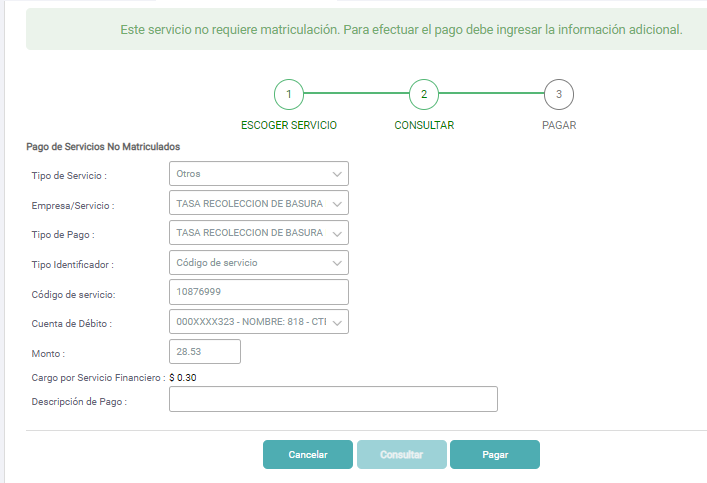 Este servicio no requiere matriculación. Para efectuar el pago debe ingresar la información adicional.
1 2 3
ESCOGER SERVICIO CONSULTAR PAGAR
Pago de Servicios No Matriculados
Tipo de Servicio : Otros
Empresa/Servicio : TASA RECOLECCION DE BASURA
Tipo de Pago : TASA RECOLECCION DE BASURA
Tipo Identificador : Código de servicio
Código de servicio: 10876999
Cuenta de Débito : 000XXXX323 - NOMBRE: 818 - CTI
Monto : 28.53
Cargo por Servicio Financiero : $ 0.30
Descripción de Pago :
Cancelar Consultar Pagar